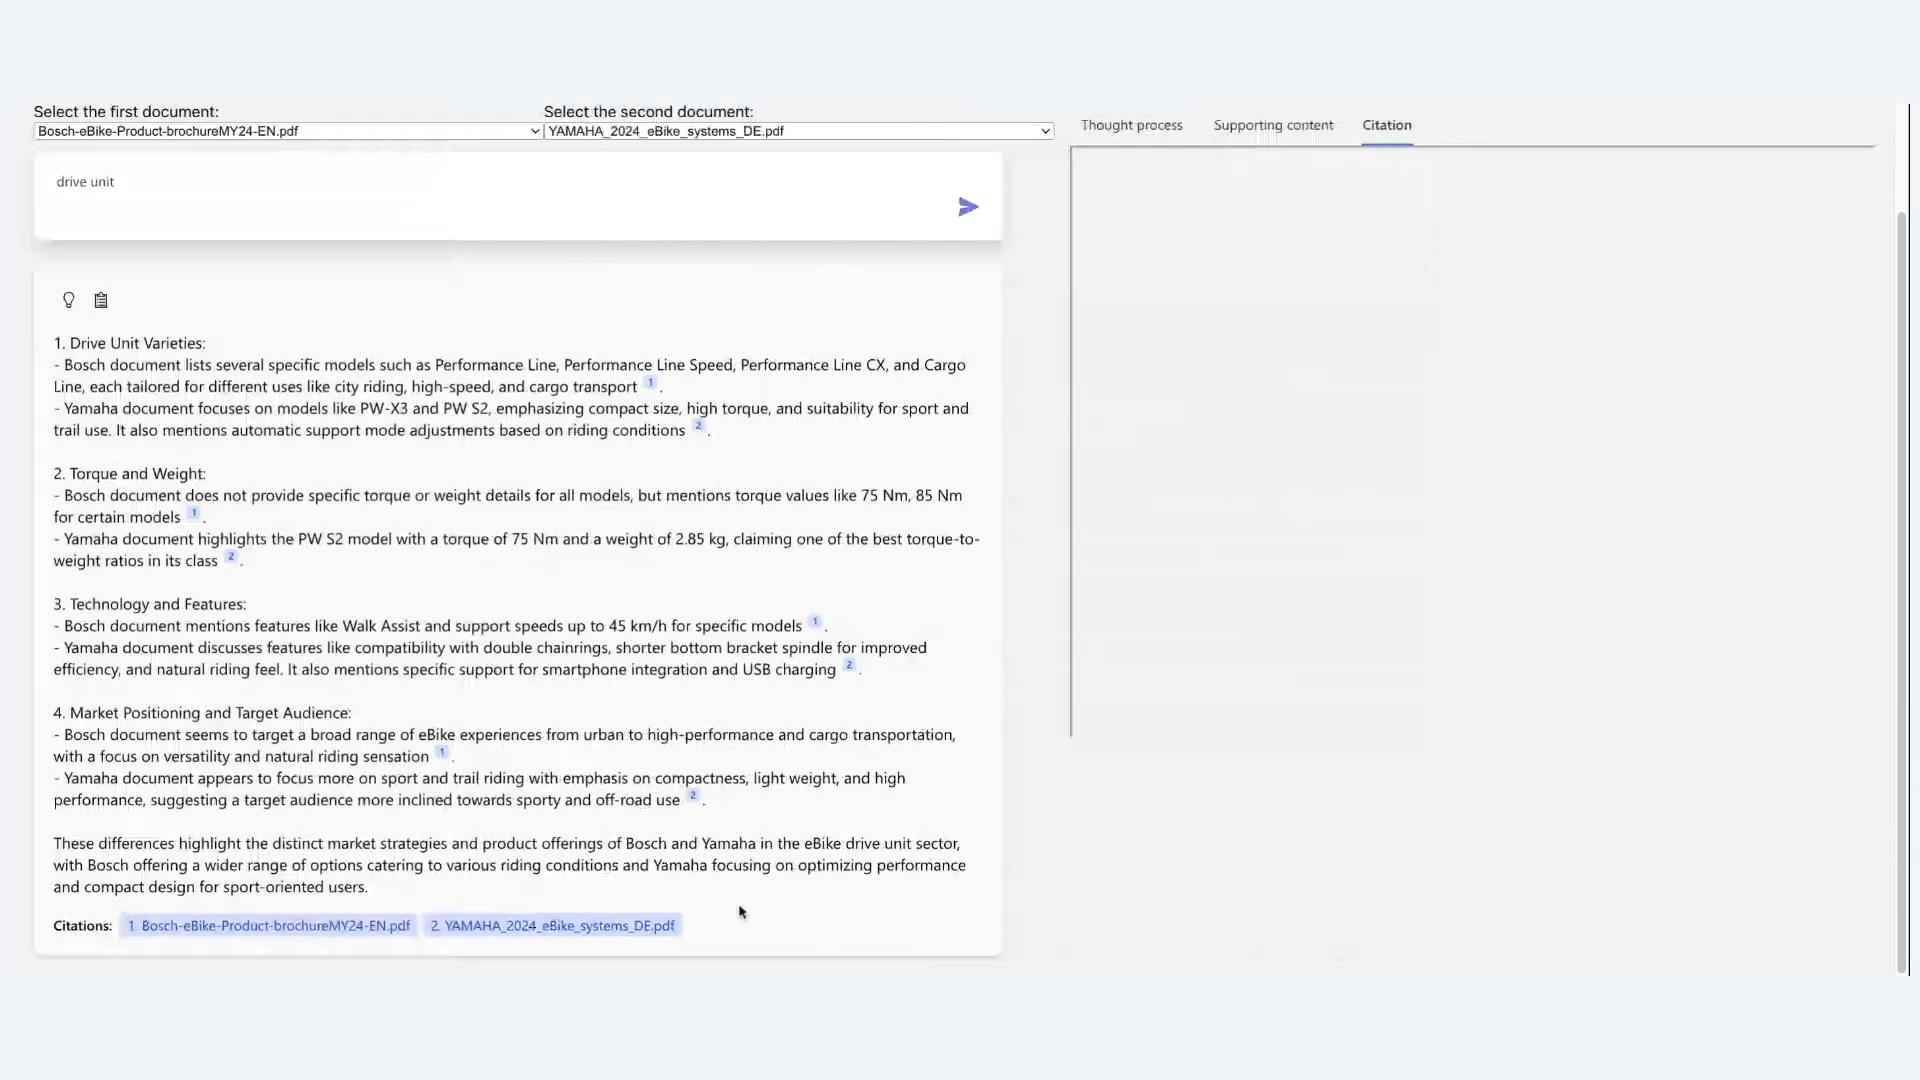 Select the first document:
Select the second document:
Bosch-eBike-Product-brochureMY24-EN.pdf
YAMAHA_2024_eBike_systems_DE.pdf
Thought process
Supporting content
Citation
drive unit
1. Drive Unit Varieties:
- Bosch document lists several specific models such as Performance Line, Performance Line Speed, Performance Line CX, and Cargo
Line, each tailored for different uses like city riding, high-speed, and cargo transport 1 .
- Yamaha document focuses on models like PW-X3 and PW S2, emphasizing compact size, high torque, and suitability for sport and
trail use. It also mentions automatic support mode adjustments based on riding conditions 2 .
2. Torque and Weight:
- Bosch document does not provide specific torque or weight details for all models, but mentions torque values like 75 Nm, 85 Nm
for certain models 1 .
- Yamaha document highlights the PW S2 model with a torque of 75 Nm and a weight of 2.85 kg, claiming one of the best torque-to-
weight ratios in its class 2 .
3. Technology and Features:
- Bosch document mentions features like Walk Assist and support speeds up to 45 km/h for specific models 1 .
- Yamaha document discusses features like compatibility with double chainrings, shorter bottom bracket spindle for improved
efficiency, and natural riding feel. It also mentions specific support for smartphone integration and USB charging 2 .
4. Market Positioning and Target Audience:
- Bosch document seems to target a broad range of eBike experiences from urban to high-performance and cargo transportation,
with a focus on versatility and natural riding sensation 1 .
- Yamaha document appears to focus more on sport and trail riding with emphasis on compactness, light weight, and high
performance, suggesting a target audience more inclined towards sporty and off-road use 2 .
These differences highlight the distinct market strategies and product offerings of Bosch and Yamaha in the eBike drive unit sector,
with Bosch offering a wider range of options catering to various riding conditions and Yamaha focusing on optimizing performance
and compact design for sport-oriented users.
Citations: 1. Bosch-eBike-Product-brochureMY24-EN.pdf 2. YAMAHA_2024_eBike_systems_DE.pdf